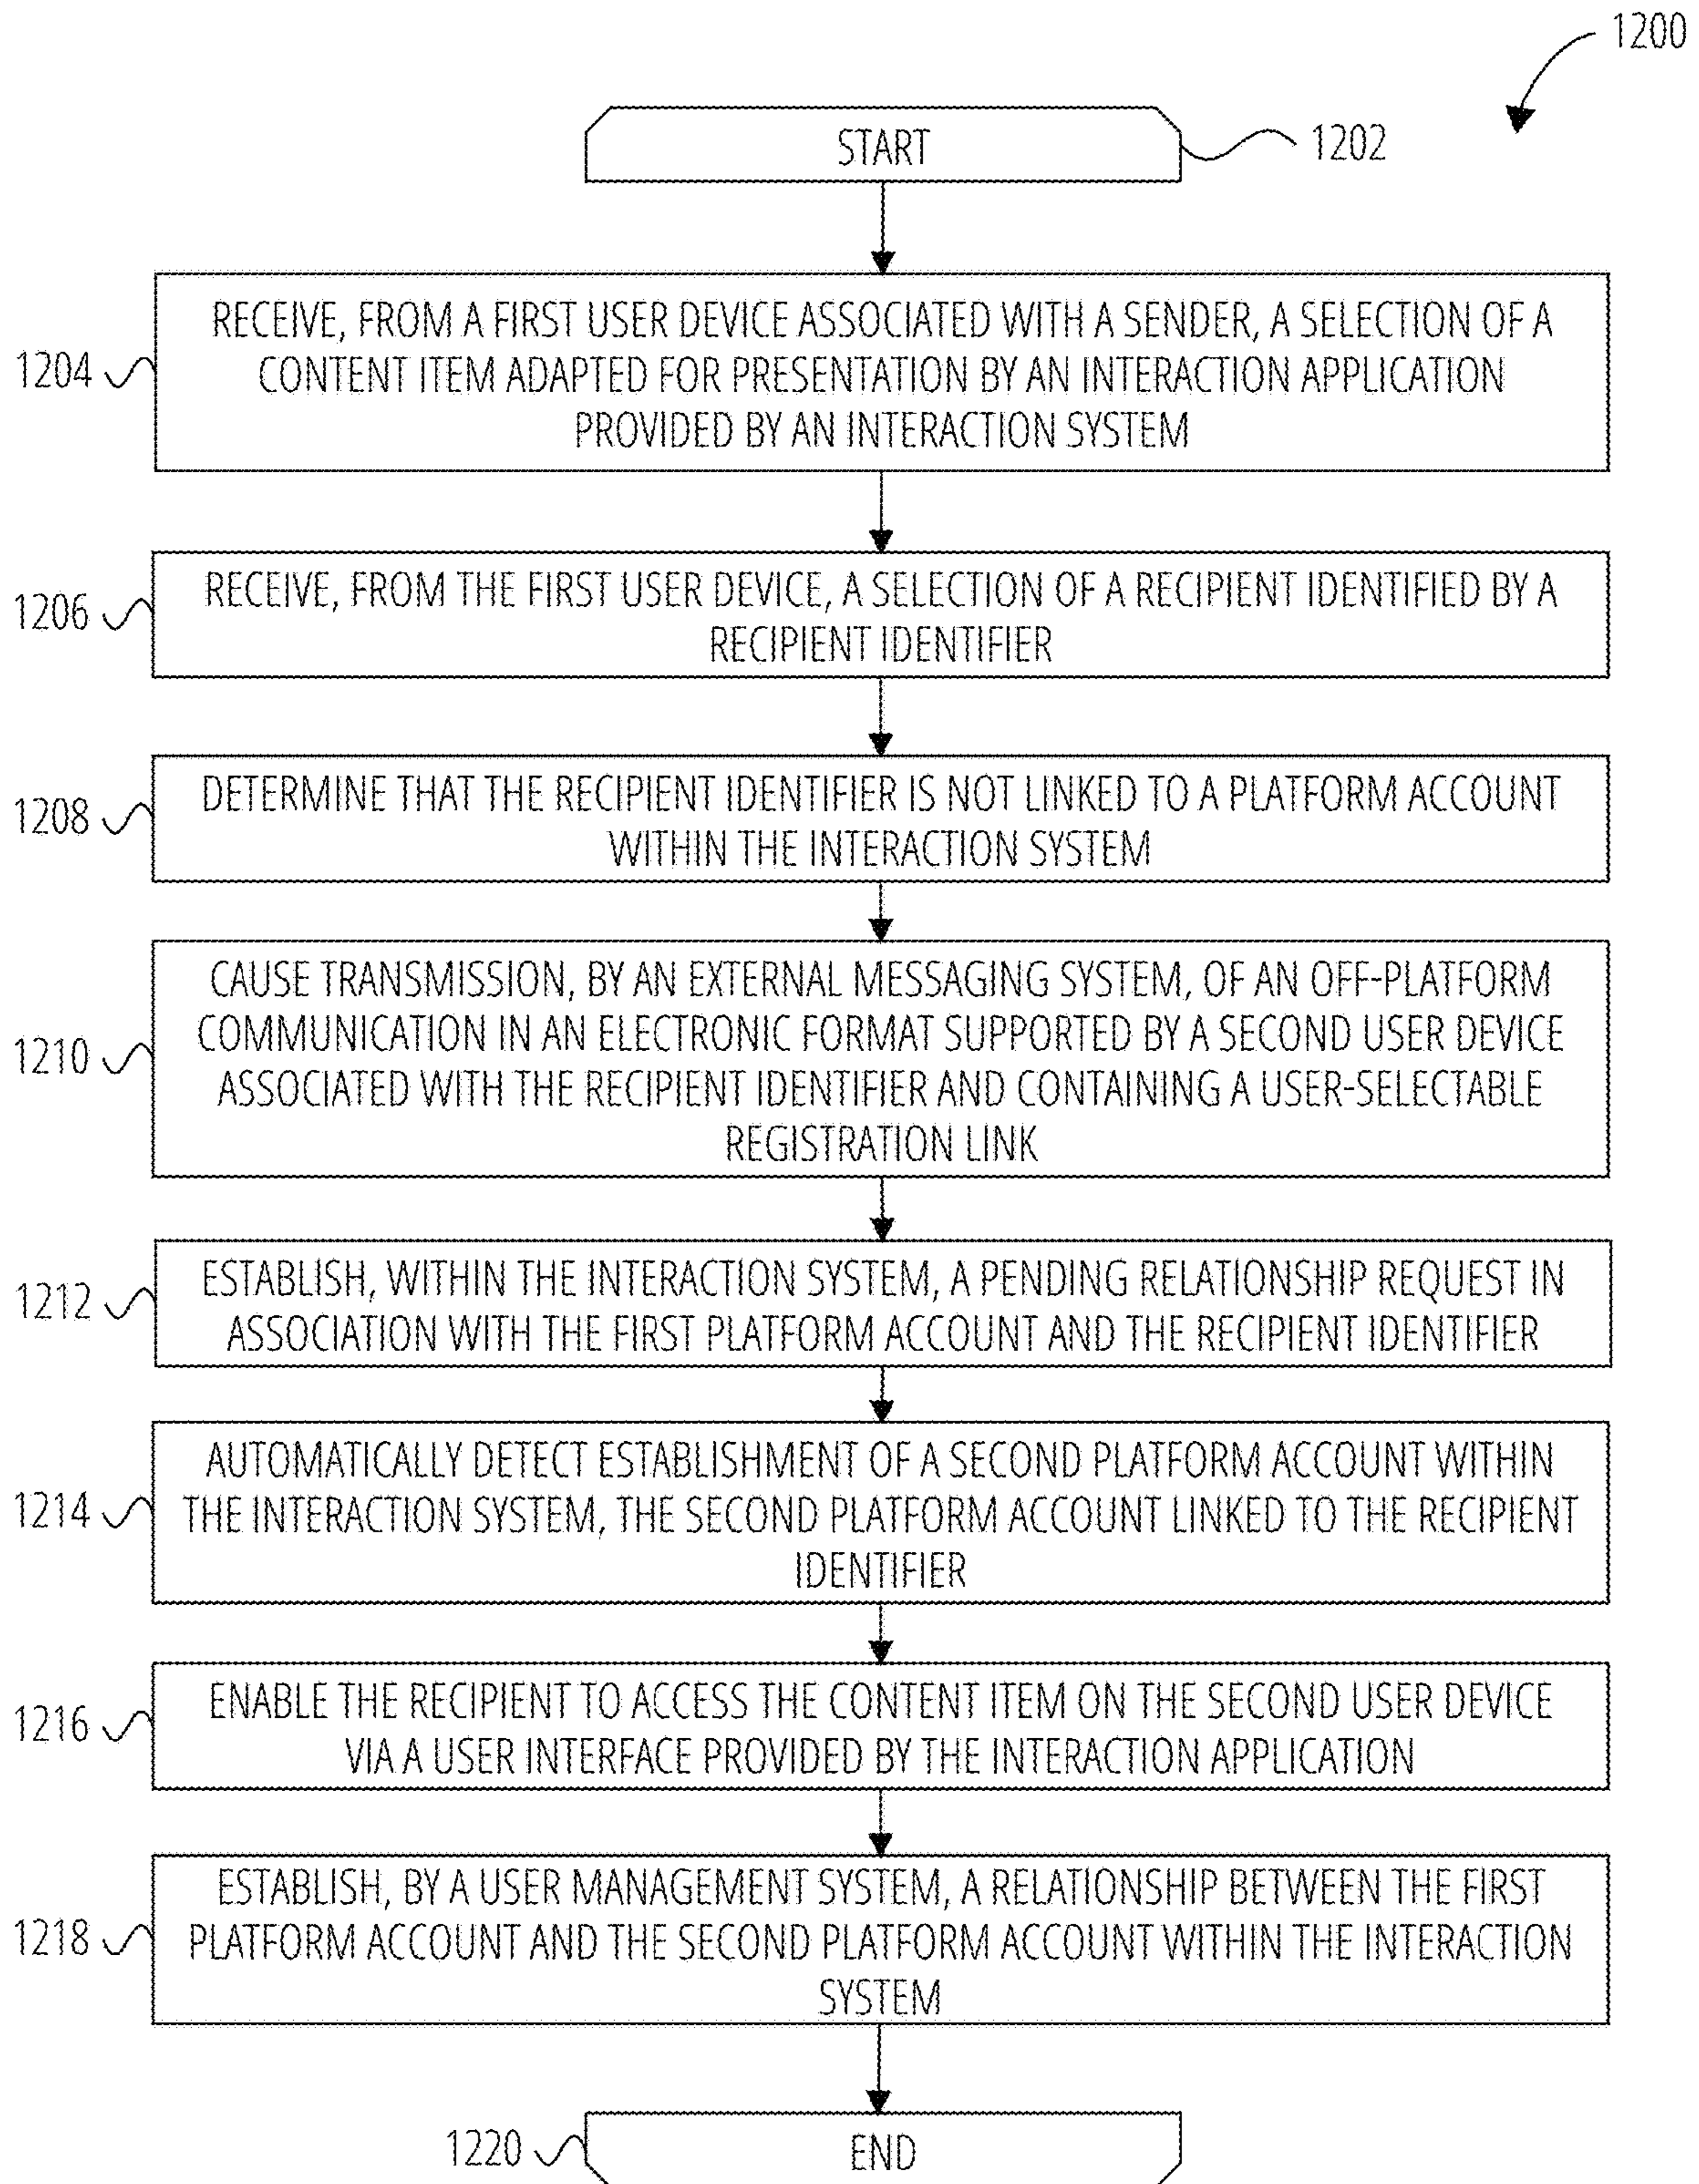 1200
START
1202
RECEIVE, FROM A FIRST USER DEVICE ASSOCIATED WITH A SENDER, A SELECTION OF A
CONTENT ITEM ADAPTED FOR PRESENTATION BY AN INTERACTION APPLICATION
PROVIDED BY AN INTERACTION SYSTEM
1204
RECEIVE, FROM THE FIRST USER DEVICE, A SELECTION OF A RECIPIENT IDENTIFIED BY A
RECIPIENT IDENTIFIER
1206
DETERMINE THAT THE RECIPIENT IDENTIFIER IS NOT LINKED TO A PLATFORM ACCOUNT
WITHIN THE INTERACTION SYSTEM
1208
CAUSE TRANSMISSION, BY AN EXTERNAL MESSAGING SYSTEM, OF AN OFF-PLATFORM
COMMUNICATION IN AN ELECTRONIC FORMAT SUPPORTED BY A SECOND USER DEVICE
ASSOCIATED WITH THE RECIPIENT IDENTIFIER AND CONTAINING A USER-SELECTABLE
REGISTRATION LINK
1210
ESTABLISH, WITHIN THE INTERACTION SYSTEM, A PENDING RELATIONSHIP REQUEST IN
ASSOCIATION WITH THE FIRST PLATFORM ACCOUNT AND THE RECIPIENT IDENTIFIER
1212
AUTOMATICALLY DETECT ESTABLISHMENT OF A SECOND PLATFORM ACCOUNT WITHIN
THE INTERACTION SYSTEM, THE SECOND PLATFORM ACCOUNT LINKED TO THE RECIPIENT
IDENTIFIER
1214
ENABLE THE RECIPIENT TO ACCESS THE CONTENT ITEM ON THE SECOND USER DEVICE
VIA A USER INTERFACE PROVIDED BY THE INTERACTION APPLICATION
1216
ESTABLISH, BY A USER MANAGEMENT SYSTEM, A RELATIONSHIP BETWEEN THE FIRST
PLATFORM ACCOUNT AND THE SECOND PLATFORM ACCOUNT WITHIN THE INTERACTION
SYSTEM
1218
1220
END